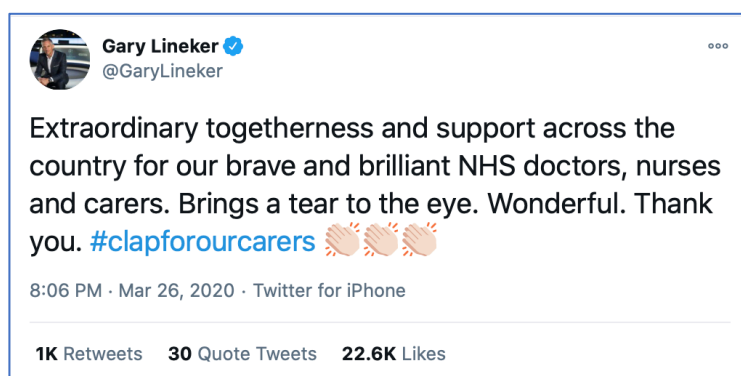 Gary Lineker
@GaryLineker
Extraordinary togetherness and support across the
country for our brave and brilliant NHS doctors, nurses
and carers. Brings a tear to the eye. Wonderful. Thank
you. #clapforourcarers 👏🏻👏🏻👏🏻
8:06 PM · Mar 26, 2020 · Twitter for iPhone
1K Retweets 30 Quote Tweets 22.6K Likes